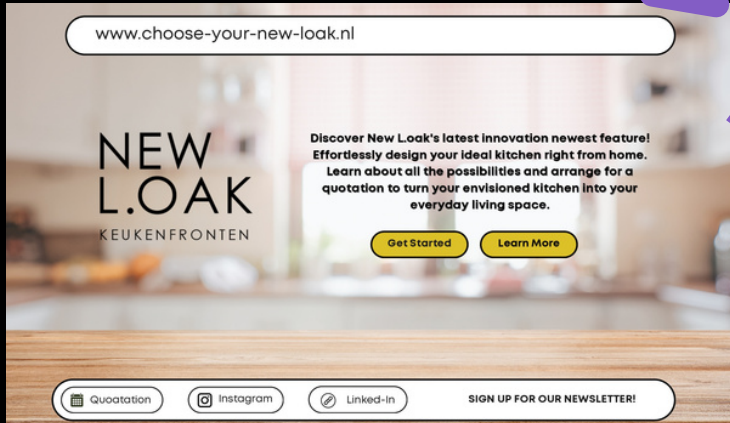 www.choose-your-new-loak.nl
NEW
L.OAK
KEUKENFRONTEN
Discover New L.oak's latest innovation newest feature!
Effortlessly design your ideal kitchen right from home.
Learn about all the possibilities and arrange for a
quotation to turn your envisioned kitchen into your
everyday living space.
Get Started
Learn More
Quoatation
Instagram
Linked-In
SIGN UP FOR OUR NEWSLETTER!